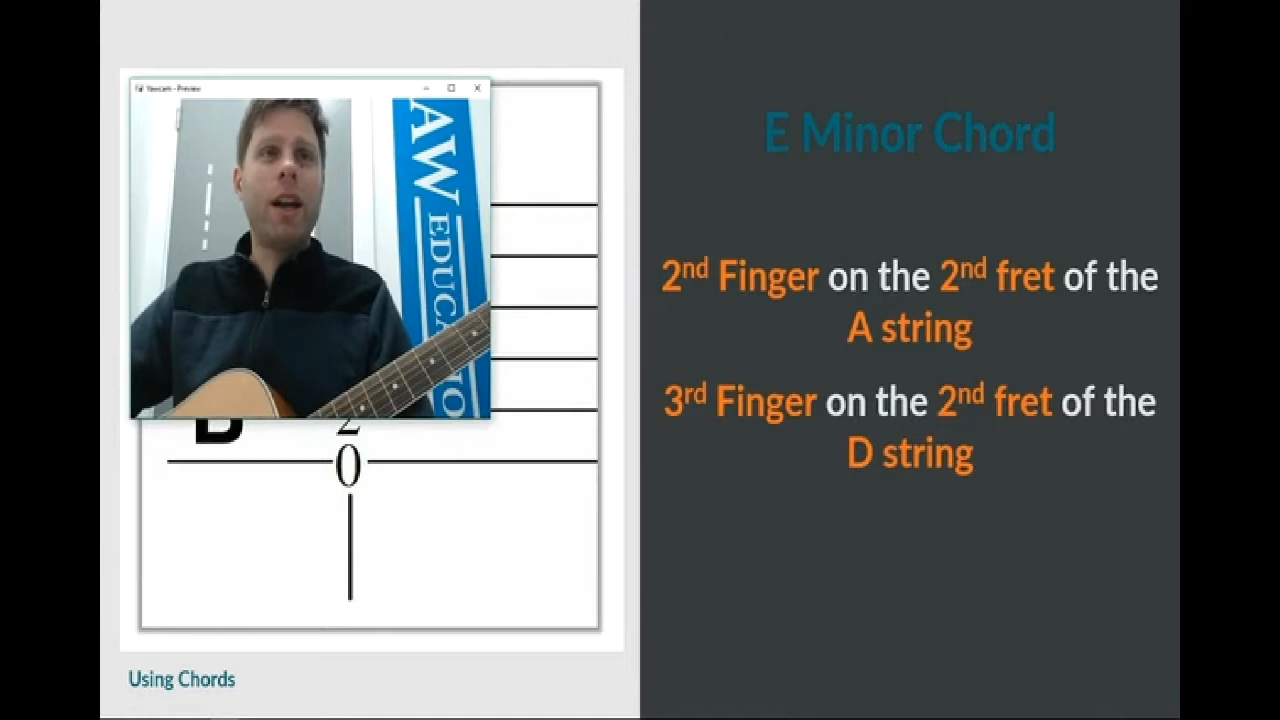 Yawcam - Preview
AW
EDUCATIO
B
2
0
Using Chords
E Minor Chord
2nd Finger on the 2nd fret of the
A string
3rd Finger on the 2nd fret of the
D string